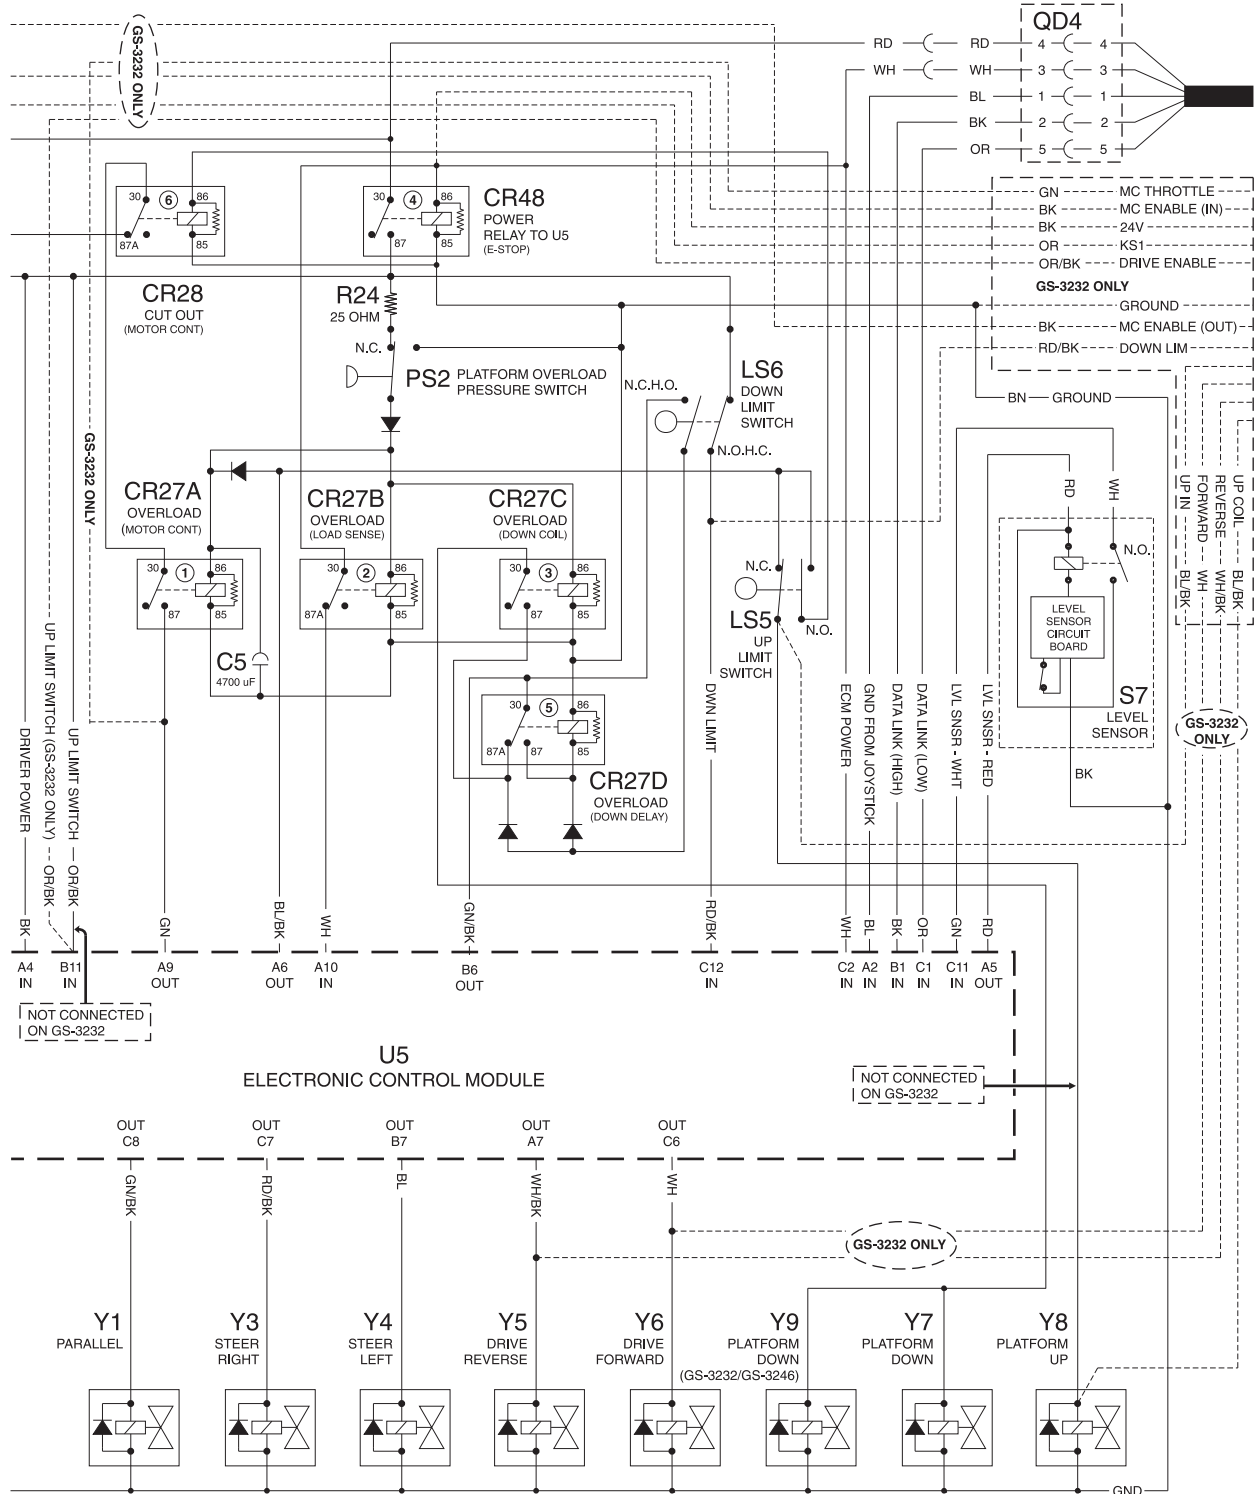 QD4
RD
RD
4
4
WH
WH
3
3
BL
1
1
BK
2
2
OR
5
5
GS-3232 ONLY
GN
MC THROTTLE
BK
MC ENABLE (IN)
BK
24V
OR
KS1
OR/BK
DRIVE ENABLE
GS-3232 ONLY
GROUND
BK
MC ENABLE (OUT)
RD/BK
DOWN LIM
30
6
86
87A
85
CR28
CUT OUT
(MOTOR CONT)
30
4
86
87
85
CR48
POWER
RELAY TO U5
(E-STOP)
R24
25 OHM
N.C.
PS2
PLATFORM OVERLOAD
PRESSURE SWITCH
N.C.H.O.
LS6
DOWN
LIMIT
SWITCH
N.O.H.C.
BN
GROUND
GS-3232 ONLY
CR27A
OVERLOAD
(MOTOR CONT)
30
1
86
87
85
CR27B
OVERLOAD
(LOAD SENSE)
30
2
86
87A
85
CR27C
OVERLOAD
(DOWN COIL)
30
3
86
87
85
C5
4700 uF
30
5
86
87A
87
85
CR27D
OVERLOAD
(DOWN DELAY)
N.C.
LS5
N.O.
UP
LIMIT
SWITCH
RD
WH
N.O.
LEVEL
SENSOR
CIRCUIT
BOARD
S7
LEVEL
SENSOR
BK
UP IN
BL/BK
FORWARD
WH
REVERSE
WH/BK
UP COIL
BL/BK
GS-3232
ONLY
DRIVER POWER
BK
UP LIMIT SWITCH (GS-3232 ONLY)
OR/BK
UP LIMIT SWITCH
OR/BK
GN
BL/BK
WH
GN/BK
DWN LIMIT
RD/BK
ECM POWER
WH
GND FROM JOYSTICK
BL
DATA LINK (HIGH)
BK
DATA LINK (LOW)
OR
LVL SNSR - WHT
GN
LVL SNSR - RED
RD
A4
IN
B11
IN
A9
OUT
A6
OUT
A10
IN
B6
OUT
C12
IN
C2
IN
A2
IN
B1
IN
C1
IN
C11
IN
A5
OUT
NOT CONNECTED
ON GS-3232
U5
ELECTRONIC CONTROL MODULE
NOT CONNECTED
ON GS-3232
OUT
C8
OUT
C7
OUT
B7
OUT
A7
OUT
C6
GN/BK
RD/BK
BL
WH/BK
WH
GS-3232 ONLY
Y1
PARALLEL
Y3
STEER
RIGHT
Y4
STEER
LEFT
Y5
DRIVE
REVERSE
Y6
DRIVE
FORWARD
Y9
PLATFORM
DOWN
(GS-3232/GS-3246)
Y7
PLATFORM
DOWN
Y8
PLATFORM
UP
GND